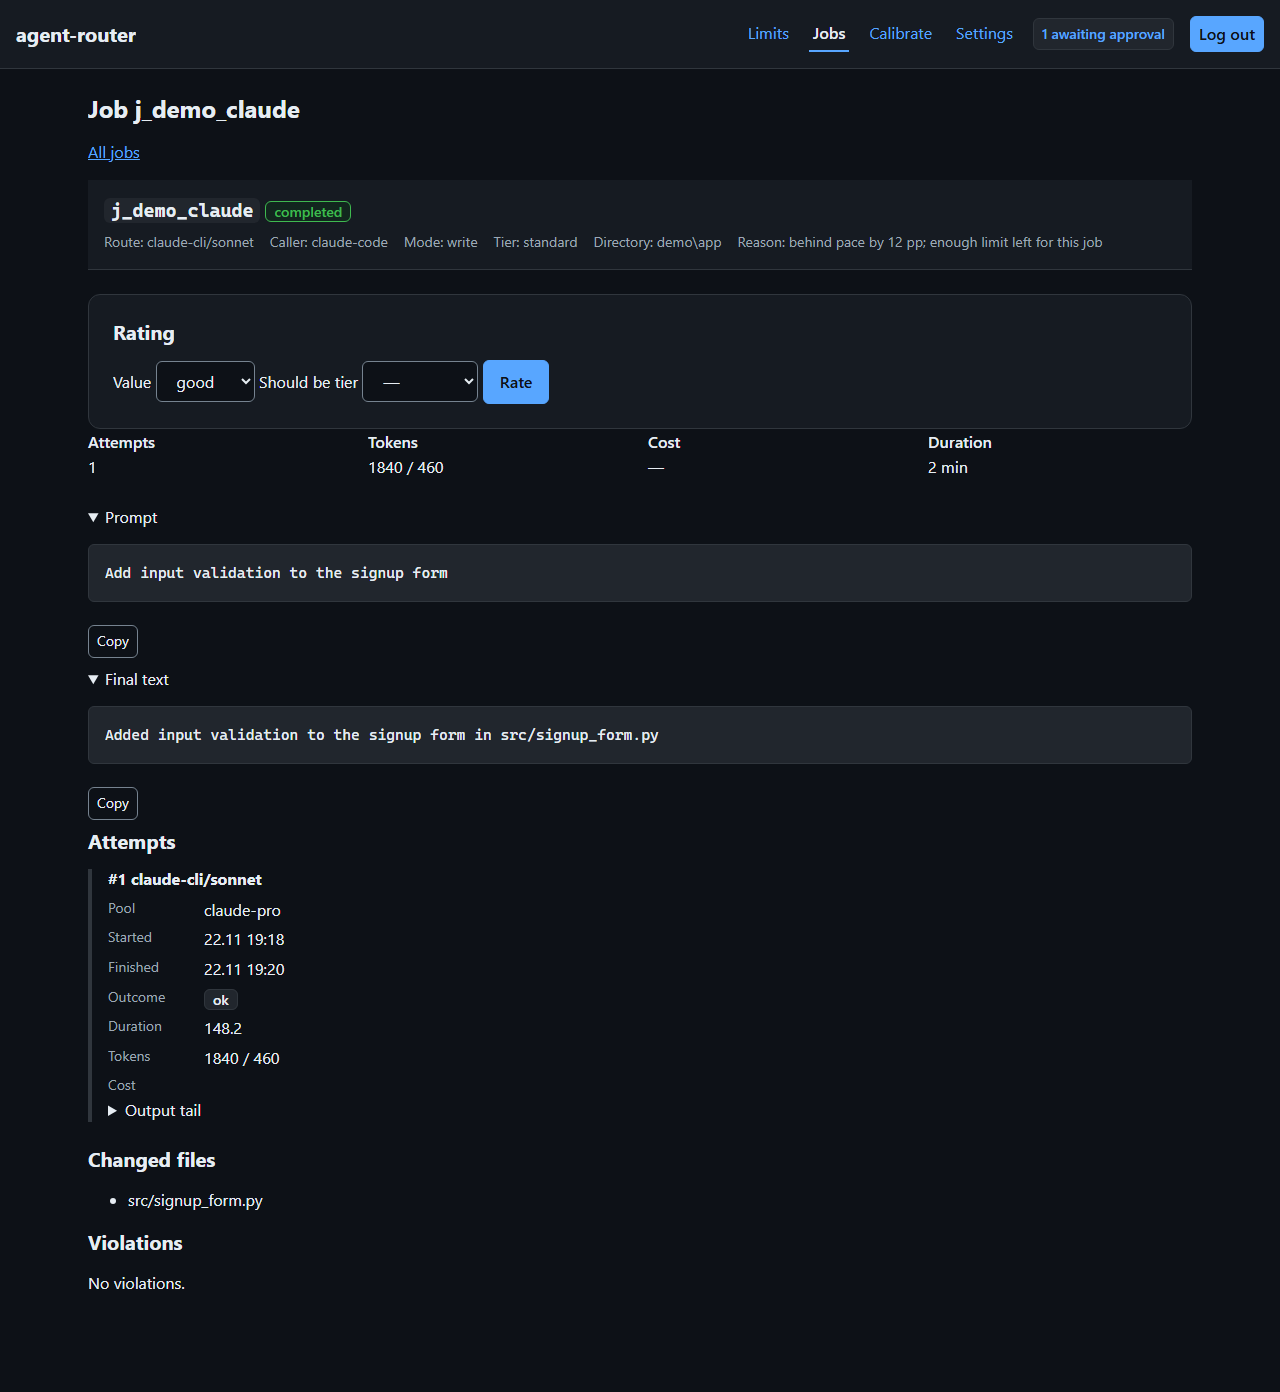 agent-router
Limits Jobs Calibrate Settings 1 awaiting approval Log out
Job j_demo_claude
All jobs
j_demo_claude completed
Route: claude-cli/sonnet Caller: claude-code Mode: write Tier: standard Directory: demo\app Reason: behind pace by 12 pp; enough limit left for this job
Rating
Value good Should be tier — Rate
Attempts Tokens Cost Duration
1 1840 / 460 — 2 min
Prompt
Add input validation to the signup form
Copy
Final text
Added input validation to the signup form in src/signup_form.py
Copy
Attempts
#1 claude-cli/sonnet
Pool claude-pro
Started 22.11 19:18
Finished 22.11 19:20
Outcome ok
Duration 148.2
Tokens 1840 / 460
Cost
Output tail
Changed files
src/signup_form.py
Violations
No violations.